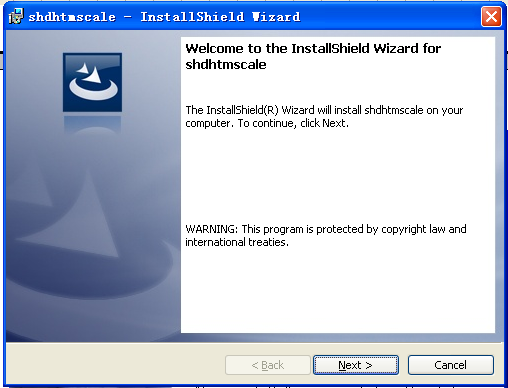 shdhtmscale - InstallShield Wizard
Welcome to the InstallShield Wizard for
shdhtmscale
The InstallShield(R) Wizard will install shdhtmscale on your
computer. To continue, click Next.
WARNING: This program is protected by copyright law and
international treaties.
< Back
Next >
Cancel